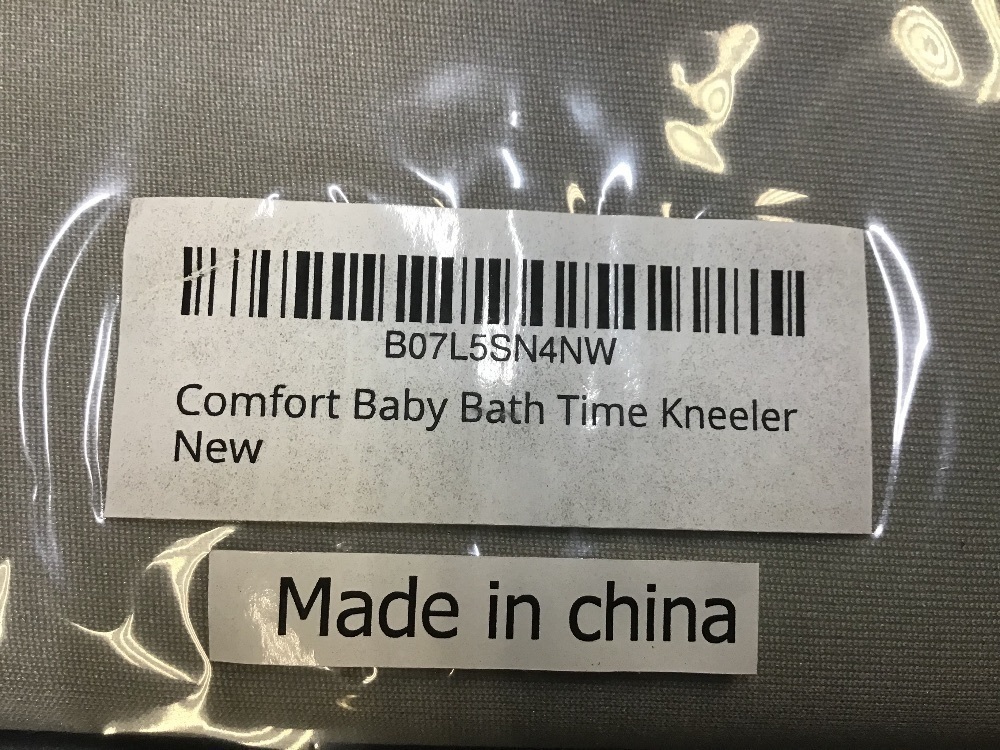 B07L5SN4NW
Comfort Baby Bath Time Kneeler
New
Made in china